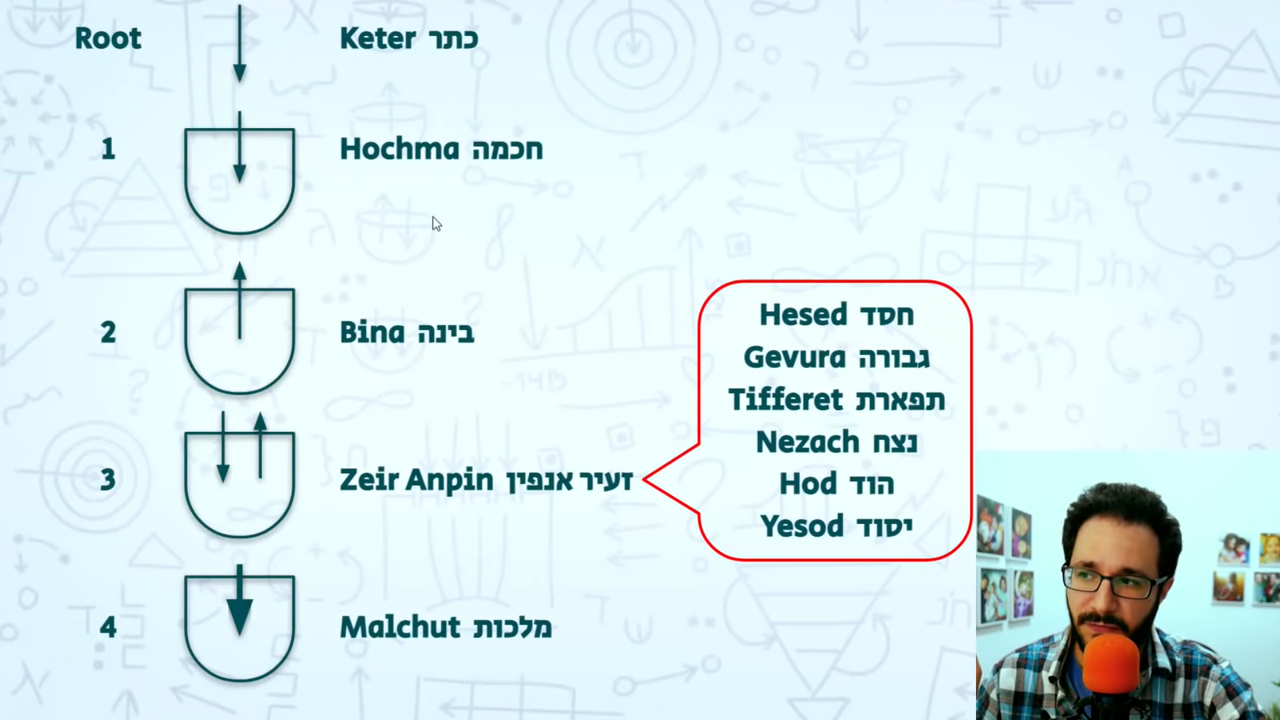 Root Keter כתר
1 Hochma חכמה
2 Bina בינה
3 Zeir Anpin זעיר אנפין
4 Malchut מלכות
Hesed חסד
Gevura גבורה
Tifferet תפארת
Nezach נצח
Hod הוד
Yesod יסוד